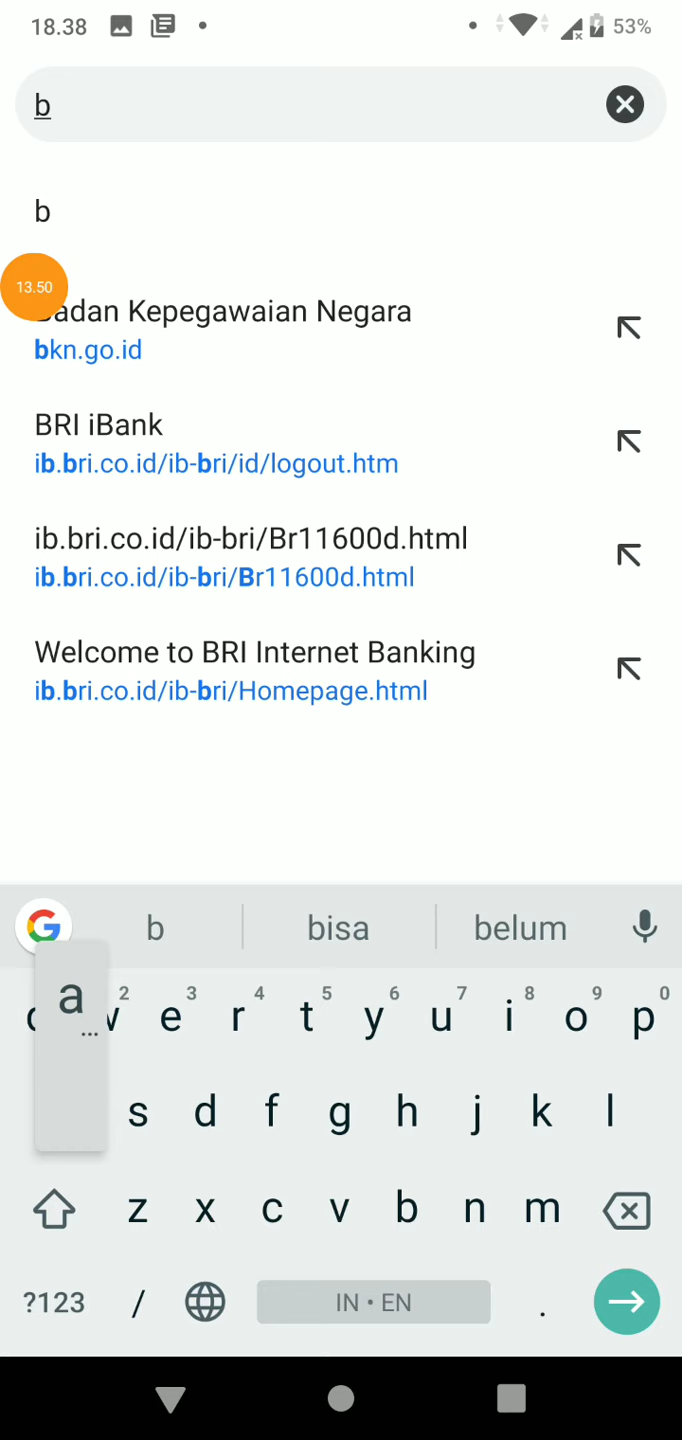 18.38 53%
b
b
13.50
adan Kepegawaian Negara
bkn.go.id
BRI iBank
ib.bri.co.id/ib-bri/id/logout.htm
ib.bri.co.id/ib-bri/Br11600d.html
ib.bri.co.id/ib-bri/Br11600d.html
Welcome to BRI Internet Banking
ib.bri.co.id/ib-bri/Homepage.html
G b bisa belum
a...
2 3 4 5 6 7 8 9 0
e r t y u i o p
s d f g h j k l
z x c v b n m
?123 / IN • EN .